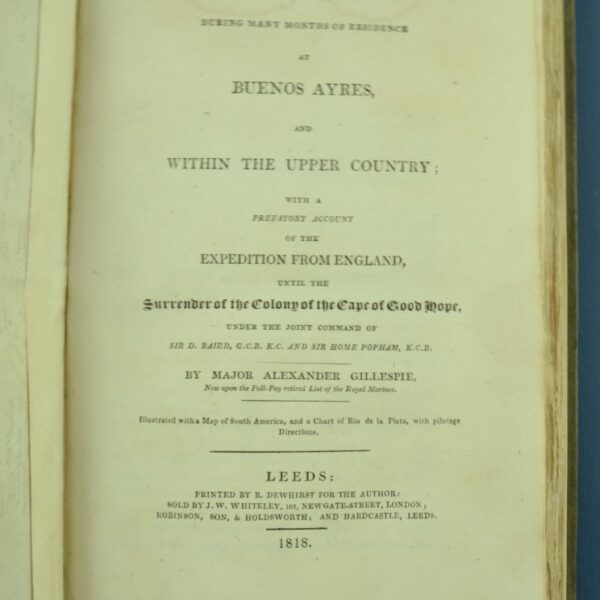 DURING MANY MONTHS OF RESIDENCE
AT
BUENOS AYRES,
AND
WITHIN THE UPPER COUNTRY;
WITH A
PREFATORY ACCOUNT
OF THE
EXPEDITION FROM ENGLAND,
UNTIL THE
Surrender of the Colony of the Cape of Good Hope,
UNDER THE JOINT COMMAND OF
SIR D. BAIRD, G.C.B. K.C. AND SIR HOME POPHAM, K.C.B.
BY MAJOR ALEXANDER GILLESPIE,
Now upon the Full-Pay retired List of the Royal Marines.
Illustrated with a Map of South America, and a Chart of Rio de la Plata, with pilotage
Directions.
LEEDS:
PRINTED BY B. DEWHIRST FOR THE AUTHOR:
SOLD BY J. W. WHITELEY, 103, NEWGATE-STREET, LONDON;
ROBINSON, SON, & HOLDSWORTH; AND HARDCASTLE, LEEDS.
1818.